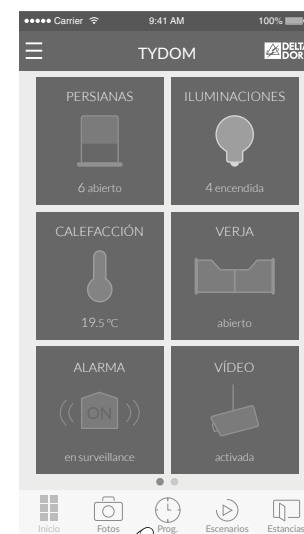 Carrier 9:41 AM 100%
TYDOM DELTA DORE
PERSIANAS ILUMINACIONES
6 abierto 4 encendida
CALEFACCIÓN VERJA
19.5 ºC abierto
ALARMA VÍDEO
ON
en surveillance activada
Inicio Fotos Prog. Escenarios Estancias